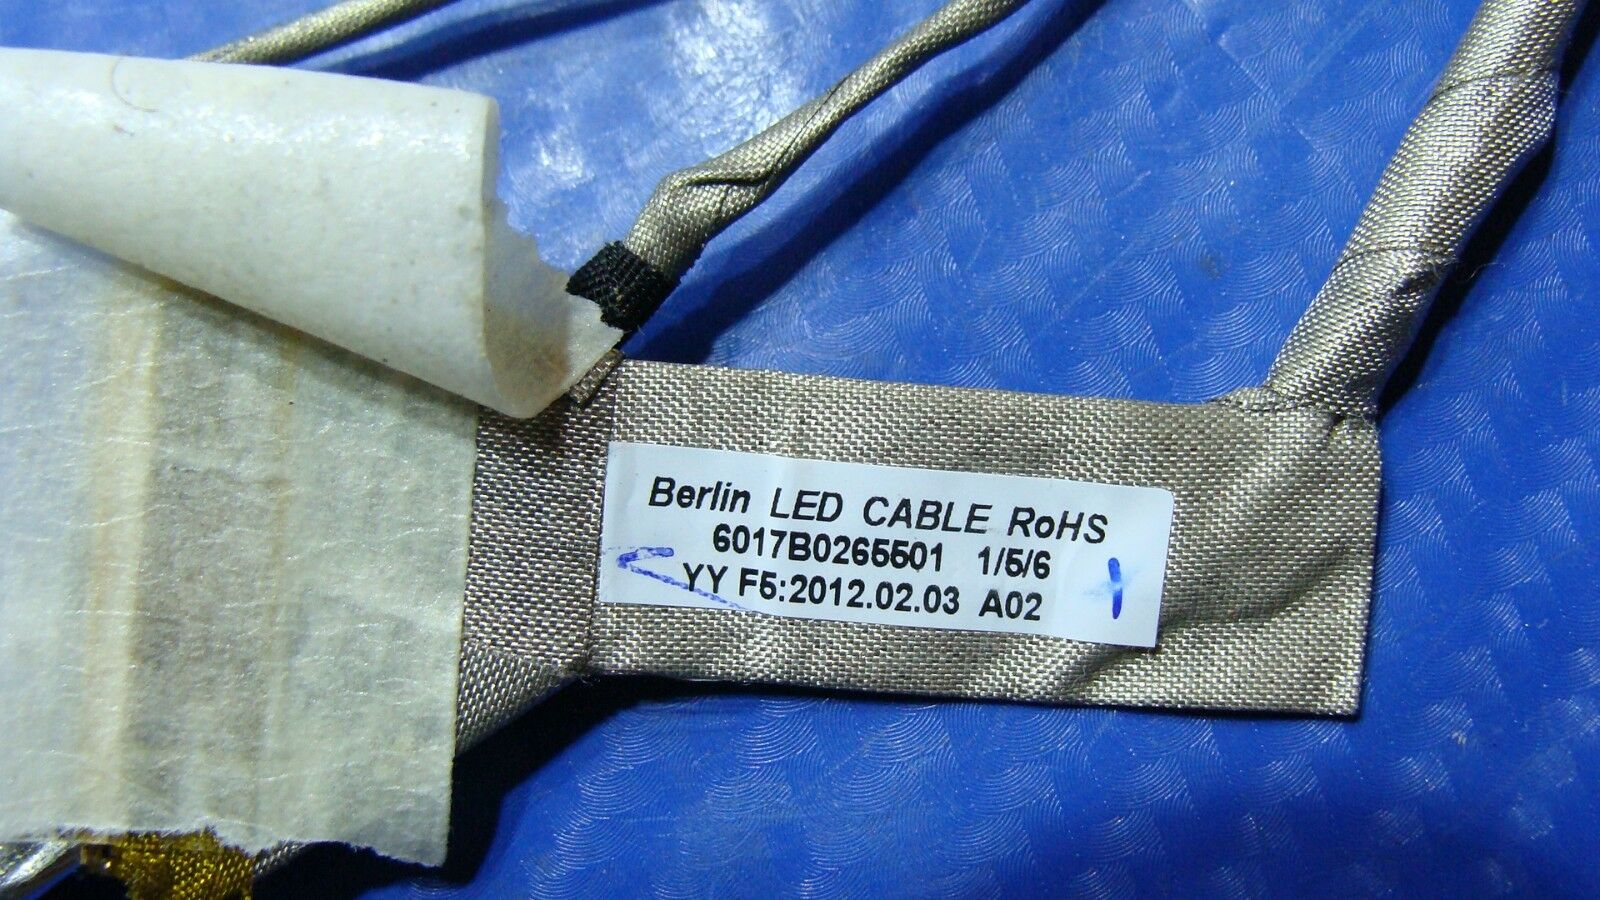 Berlin LED CABLE RoHS
6017B0265501 1/5/6
YY F5:2012.02.03 A02